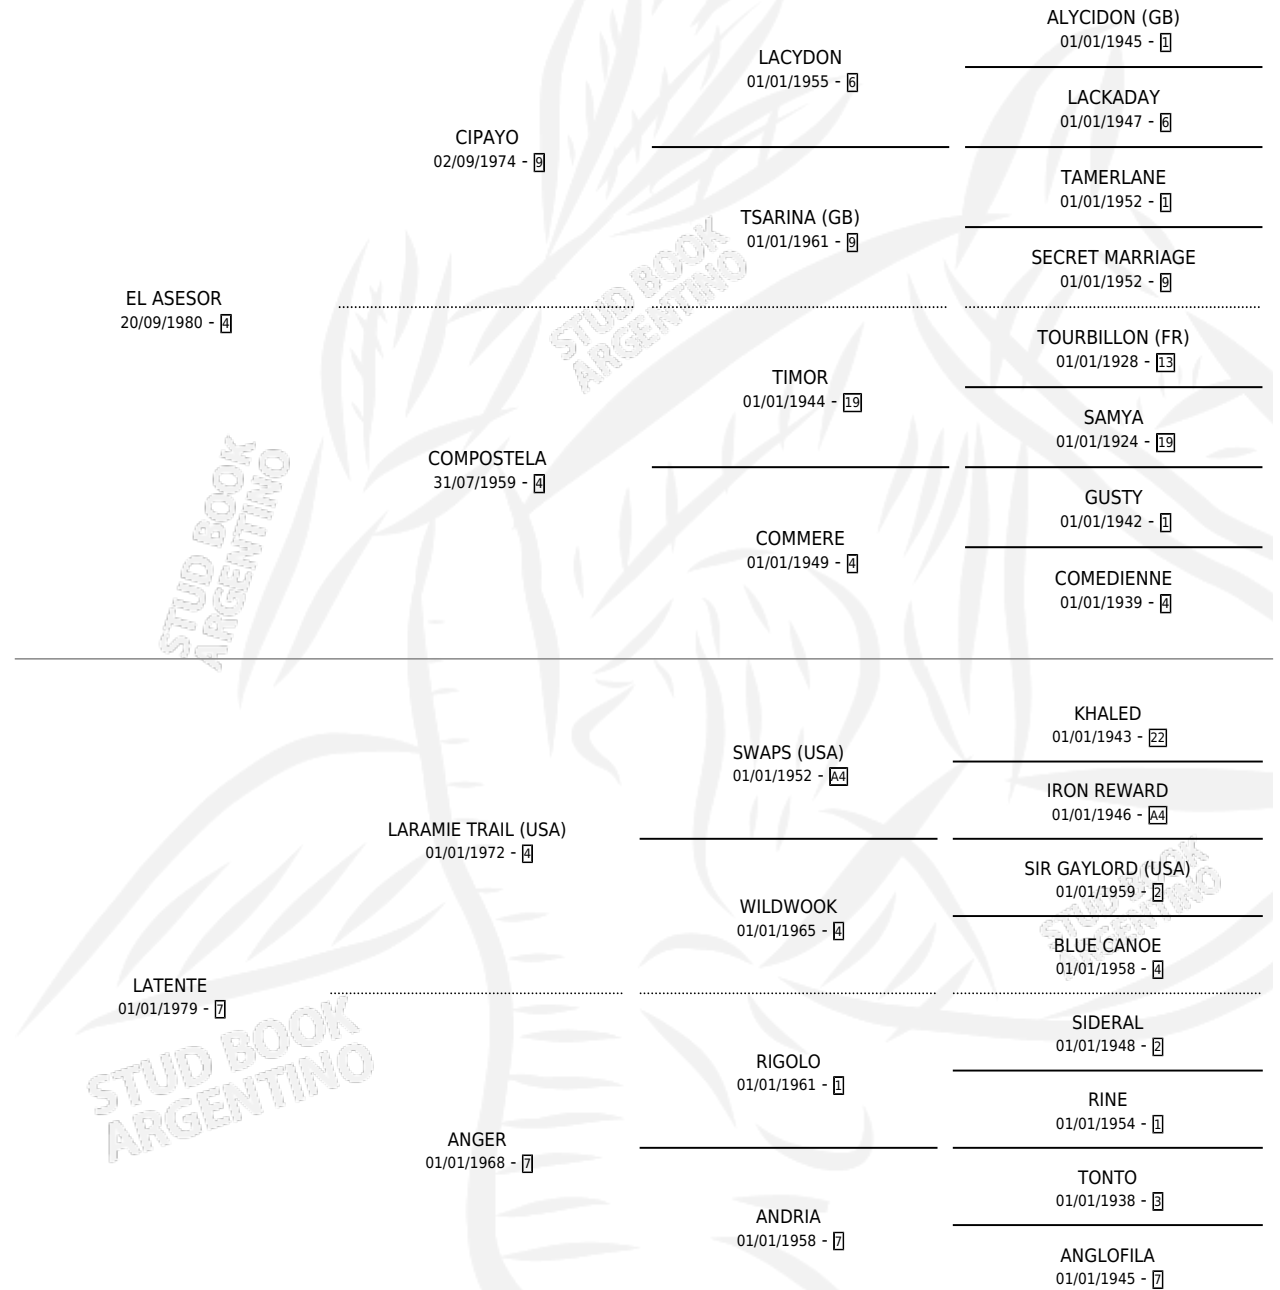 ALYCIDON (GB)
01/01/1945 - 1
LACYDON
01/01/1955 - 6
LACKADAY
01/01/1947 - 6
CIPAYO
02/09/1974 - 9
TAMERLANE
01/01/1952 - 1
TSARINA (GB)
01/01/1961 - 9
SECRET MARRIAGE
01/01/1952 - 9
EL ASESOR
20/09/1980 - 4
STUD BOOK
ARGENTINO
TOURBILLON (FR)
01/01/1928 - 13
TIMOR
01/01/1944 - 19
SAMYA
01/01/1924 - 19
COMPOSTELA
31/07/1959 - 4
GUSTY
01/01/1942 - 1
COMMERE
01/01/1949 - 4
COMEDIENNE
01/01/1939 - 4
STUD BOOK
ARGENTINO
KHALED
01/01/1943 - 22
SWAPS (USA)
01/01/1952 - A4
IRON REWARD
01/01/1946 - A4
LARAMIE TRAIL (USA)
01/01/1972 - 4
SIR GAYLORD (USA)
01/01/1959 - 2
WILDWOOK
01/01/1965 - 4
STUD BOOK
ARGENTINO
BLUE CANOE
01/01/1958 - 4
LATENTE
01/01/1979 - 7
SIDERAL
01/01/1948 - 2
RIGOLO
01/01/1961 - 1
STUD BOOK
ARGENTINO
RINE
01/01/1954 - 1
ANGER
01/01/1968 - 7
TONTO
01/01/1938 - 3
ANDRIA
01/01/1958 - 7
ANGLOFILA
01/01/1945 - 7